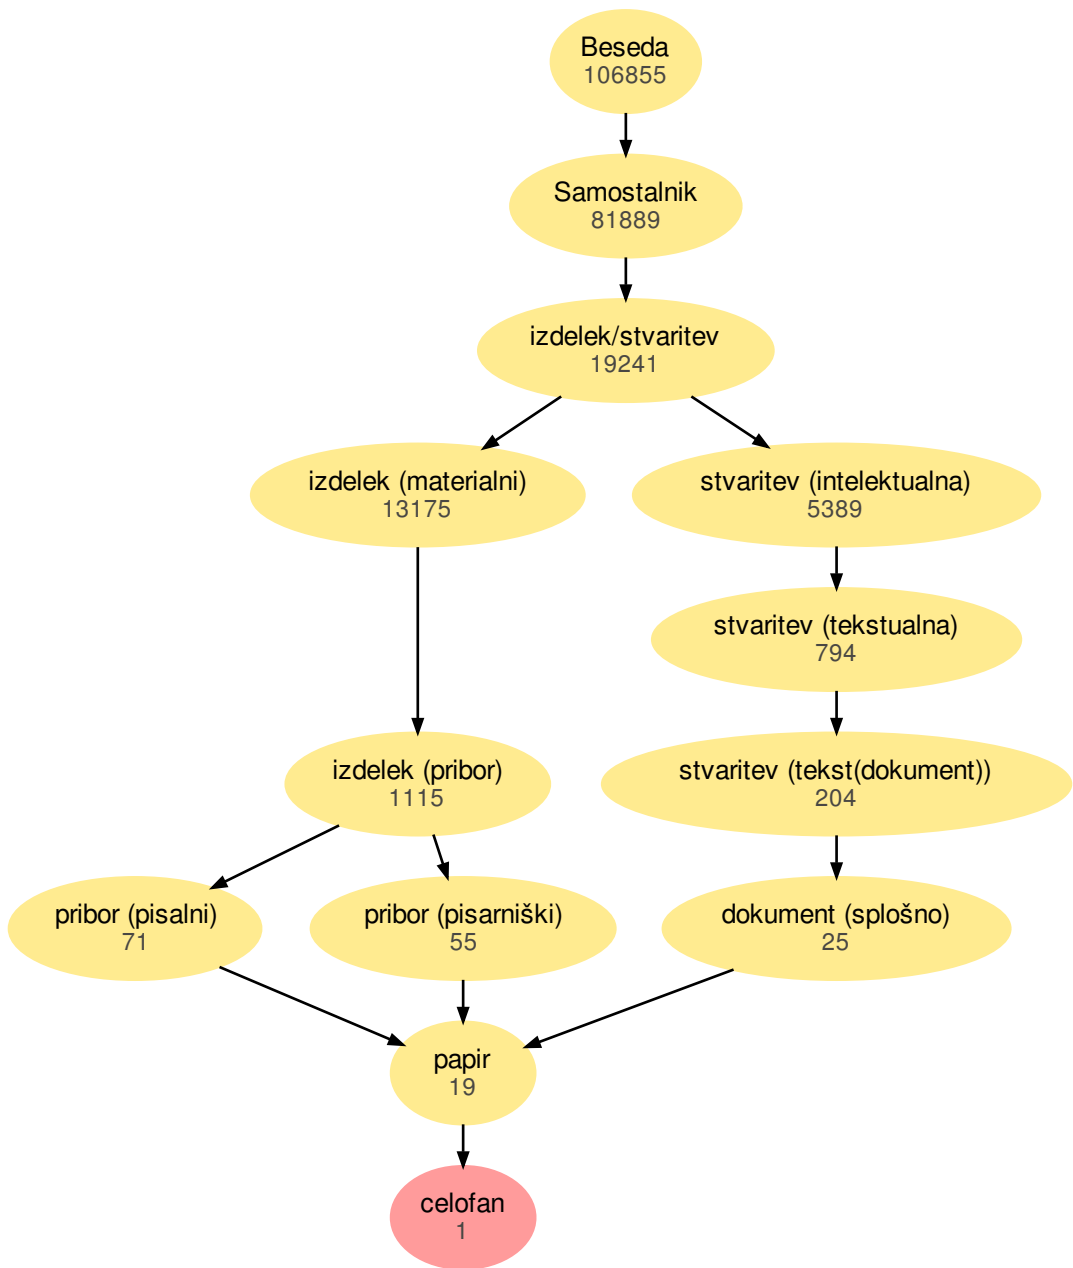 Beseda
106855
Samostalnik
81889
izdelek/stvaritev
19241
izdelek (materialni)
13175
stvaritev (intelektualna)
5389
stvaritev (tekstualna)
794
izdelek (pribor)
1115
stvaritev (tekst(dokument))
204
pribor (pisalni)
71
pribor (pisarniški)
55
dokument (splošno)
25
papir
19
celofan
1